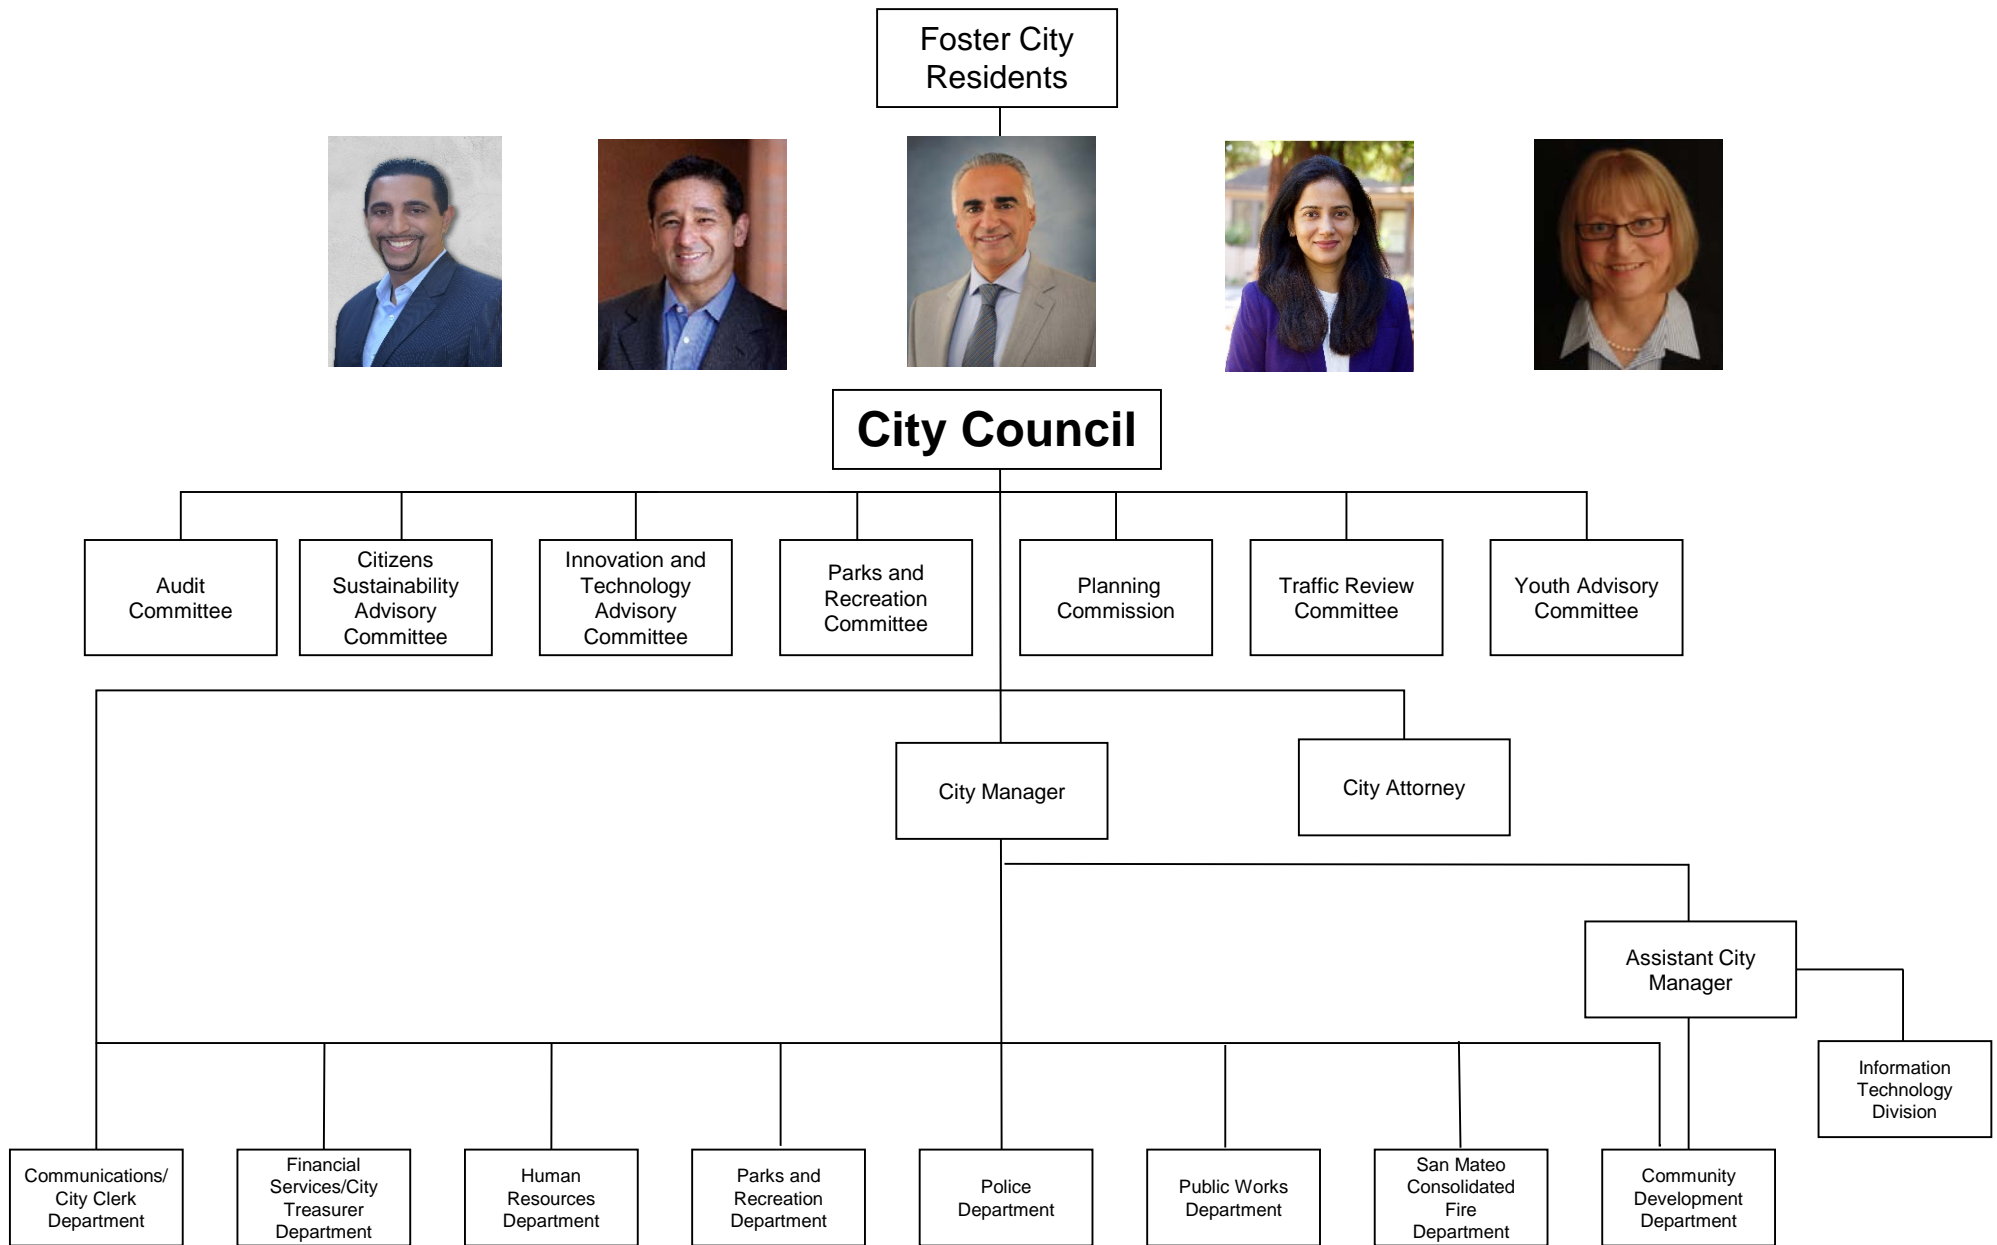 Foster City
Residents
City Council
Audit
Committee
Citizens
Sustainability
Advisory
Committee
Innovation and
Technology
Advisory
Committee
Parks and
Recreation
Committee
Planning
Commission
Traffic Review
Committee
Youth Advisory
Committee
City Manager
City Attorney
Assistant City
Manager
Information
Technology
Division
Communications/
City Clerk
Department
Financial
Services/City
Treasurer
Department
Human
Resources
Department
Parks and
Recreation
Department
Police
Department
Public Works
Department
San Mateo
Consolidated
Fire
Department
Community
Development
Department